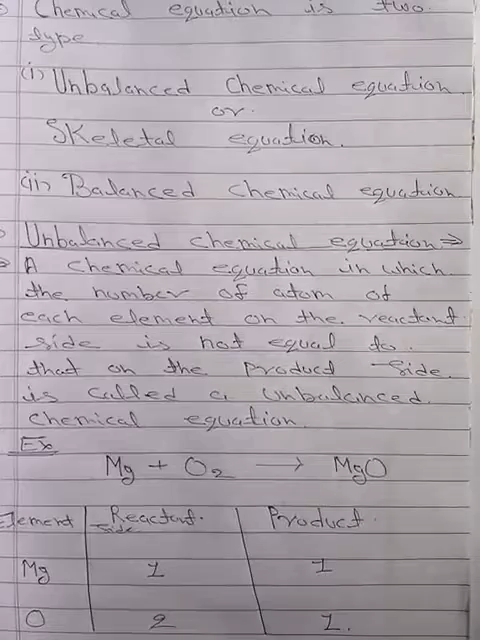 Chemical equation is two
type
(i) Unbalanced Chemical equation
or.
Skeletal equation.
(ii) Balanced chemical equation
Unbalanced chemical equation ⇒
A chemical equation in which
the number of atom of
each element on the reactant
side is not equal to
that on the product side
is called a unbalanced
chemical equation
Ex
Mg + O₂ → MgO
Element Reactant side Product
Mg 1 1
O 2 1.